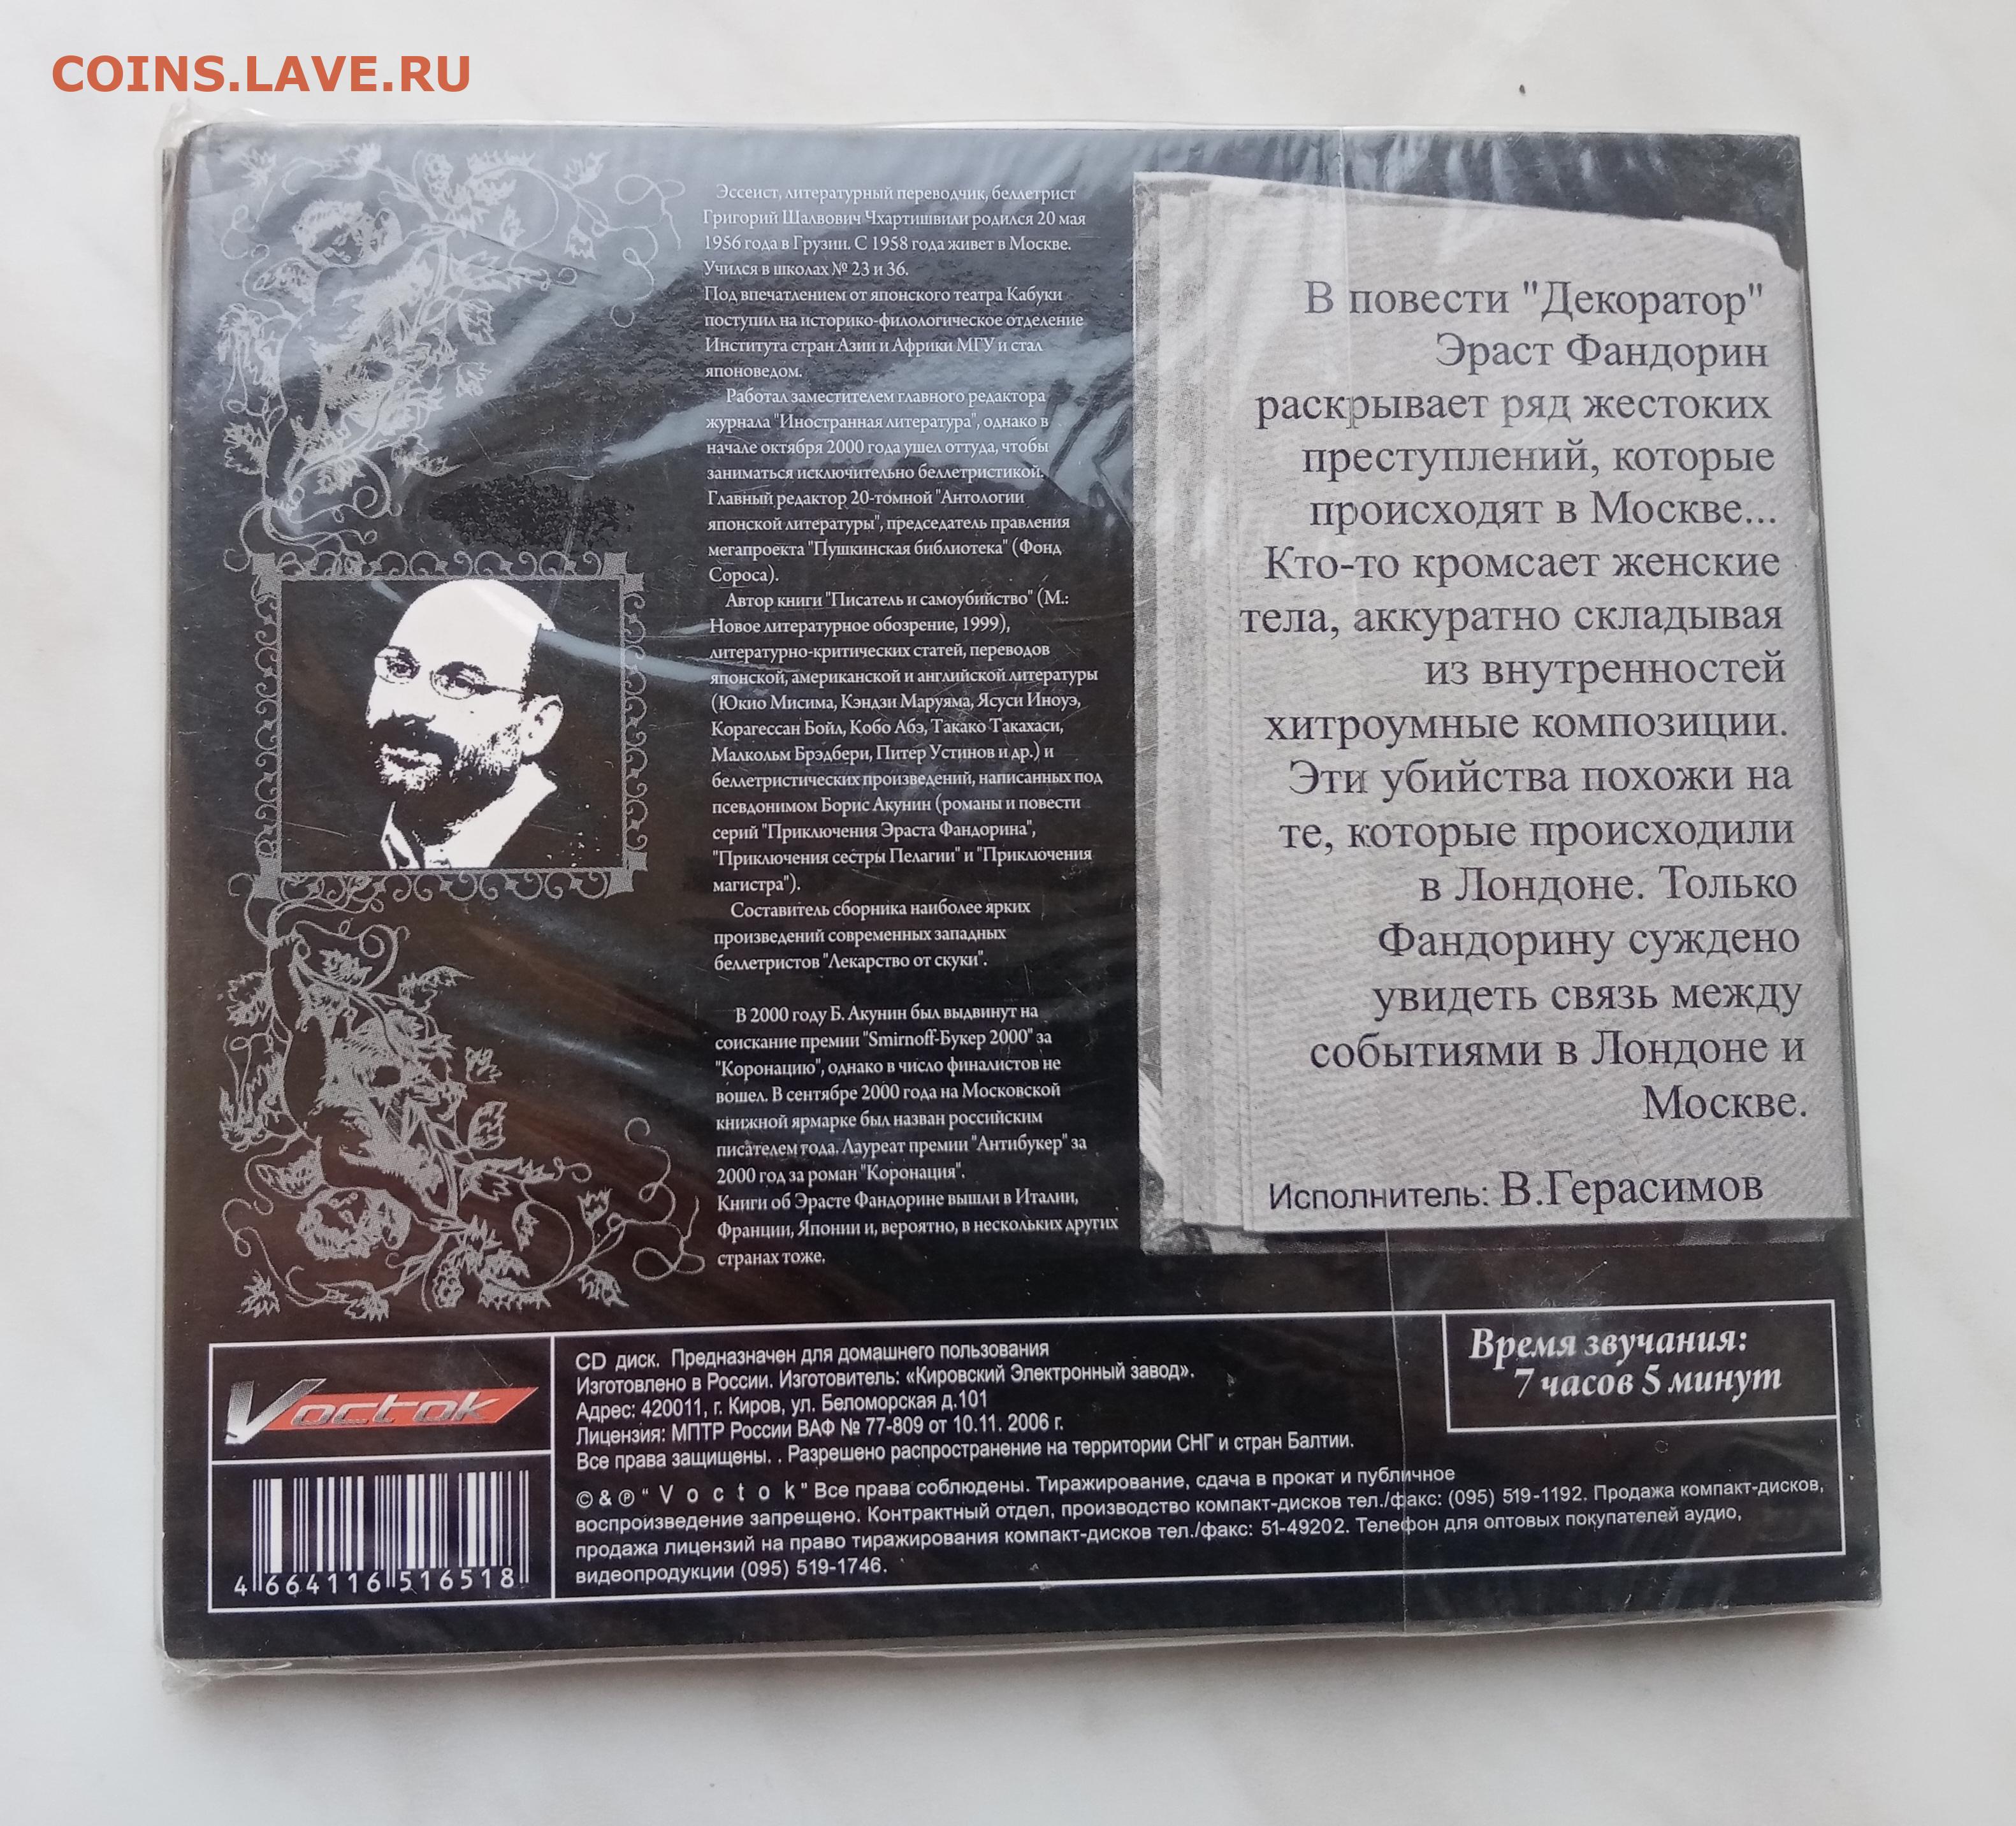 COINS.LAVE.RU
Эссеист, литературный переводчик, беллетрист
Григорий Шалвович Чхартишвили родился 20 мая
1956 года в Грузии. С 1958 года живет в Москве.
Учился в школах № 23 и 36.
Под впечатлением от японского театра Кабуки
поступил на историко-филологическое отделение
Института стран Азии и Африки МГУ и стал
японоведом.
Работал заместителем главного редактора
журнала "Иностранная литература", однако в
начале октября 2000 года ушел оттуда, чтобы
заниматься исключительно беллетристикой.
Главный редактор 20-томной "Антологии
японской литературы", председатель правления
мегапроекта "Пушкинская библиотека" (Фонд
Сороса).
Автор книги "Писатель и самоубийство" (М.:
Новое литературное обозрение, 1999),
литературно-критических статей, переводов
японской, американской и английской литературы
(Юкио Мисима, Кэндзи Маруяма, Ясуси Иноуэ,
Корагессан Бойл, Кобо Абэ, Такако Такахаси,
Малкольм Брэдбери, Питер Устинов и др.) и
беллетристических произведений, написанных под
псевдонимом Борис Акунин (романы и повести
серий "Приключения Эраста Фандорина",
"Приключения сестры Пелагии" и "Приключения
магистра").
Составитель сборника наиболее ярких
произведений современных западных
беллетристов "Лекарство от скуки".
В 2000 году Б. Акунин был выдвинут на
соискание премии "Smirnoff-Букер 2000" за
"Коронацию", однако в число финалистов не
вошел. В сентябре 2000 года на Московской
книжной ярмарке был назван российским
писателем года. Лауреат премии "Антибукер" за
2000 год за роман "Коронация".
Книги об Эрасте Фандорине вышли в Италии,
Франции, Японии и, вероятно, в нескольких других
странах тоже.
В повести "Декоратор"
Эраст Фандорин
раскрывает ряд жестоких
преступлений, которые
происходят в Москве...
Кто-то кромсает женские
тела, аккуратно складывая
из внутренностей
хитроумные композиции.
Эти убийства похожи на
те, которые происходили
в Лондоне. Только
Фандорину суждено
увидеть связь между
событиями в Лондоне и
Москве.
Исполнитель: В.Герасимов
Voctok
4 664116 516518
CD диск. Предназначен для домашнего пользования
Изготовлено в России. Изготовитель: «Кировский Электронный завод».
Адрес: 420011, г. Киров, ул. Беломорская д.101
Лицензия: МПТР России ВАФ № 77-809 от 10.11. 2006 г.
Все права защищены. . Разрешено распространение на территории СНГ и стран Балтии.
© & ℗ “ V o c t o k ” Все права соблюдены. Тиражирование, сдача в прокат и публичное
воспроизведение запрещено. Контрактный отдел, производство компакт-дисков тел./факс: (095) 519-1192. Продажа компакт-дисков,
продажа лицензий на право тиражирования компакт-дисков тел./факс: 51-49202. Телефон для оптовых покупателей аудио,
видеопродукции (095) 519-1746.
Время звучания:
7 часов 5 минут